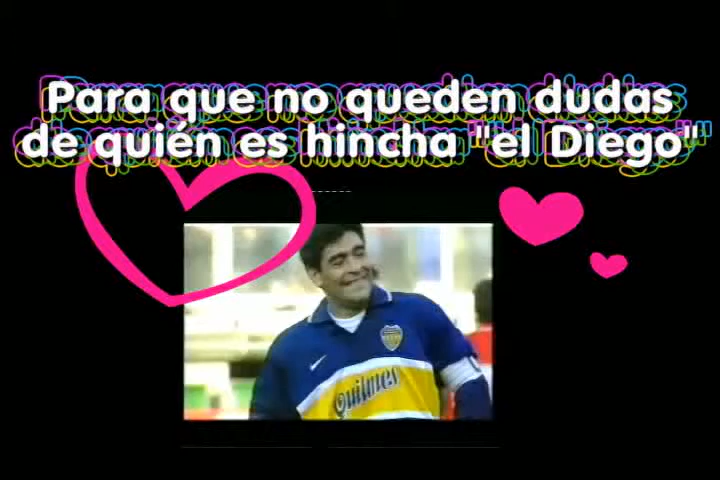 Para que no queden dudas
de quién es hincha "el Diego"
Quilmes